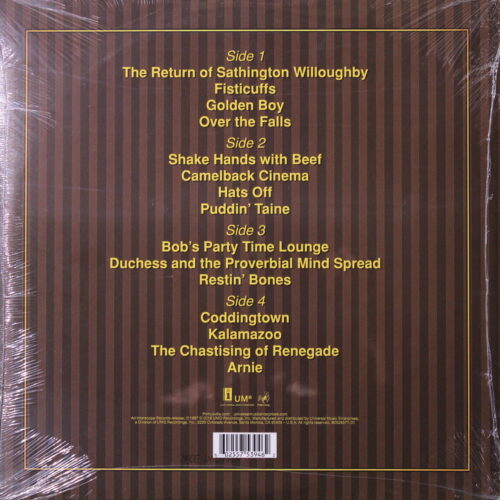 Side 1
The Return of Sathington Willoughby
Fisticuffs
Golden Boy
Over the Falls
Side 2
Shake Hands with Beef
Camelback Cinema
Hats Off
Puddin' Taine
Side 3
Bob's Party Time Lounge
Duchess and the Proverbial Mind Spread
Restin' Bones
Side 4
Coddingtown
Kalamazoo
The Chastising of Renegade
Arnie
UMe